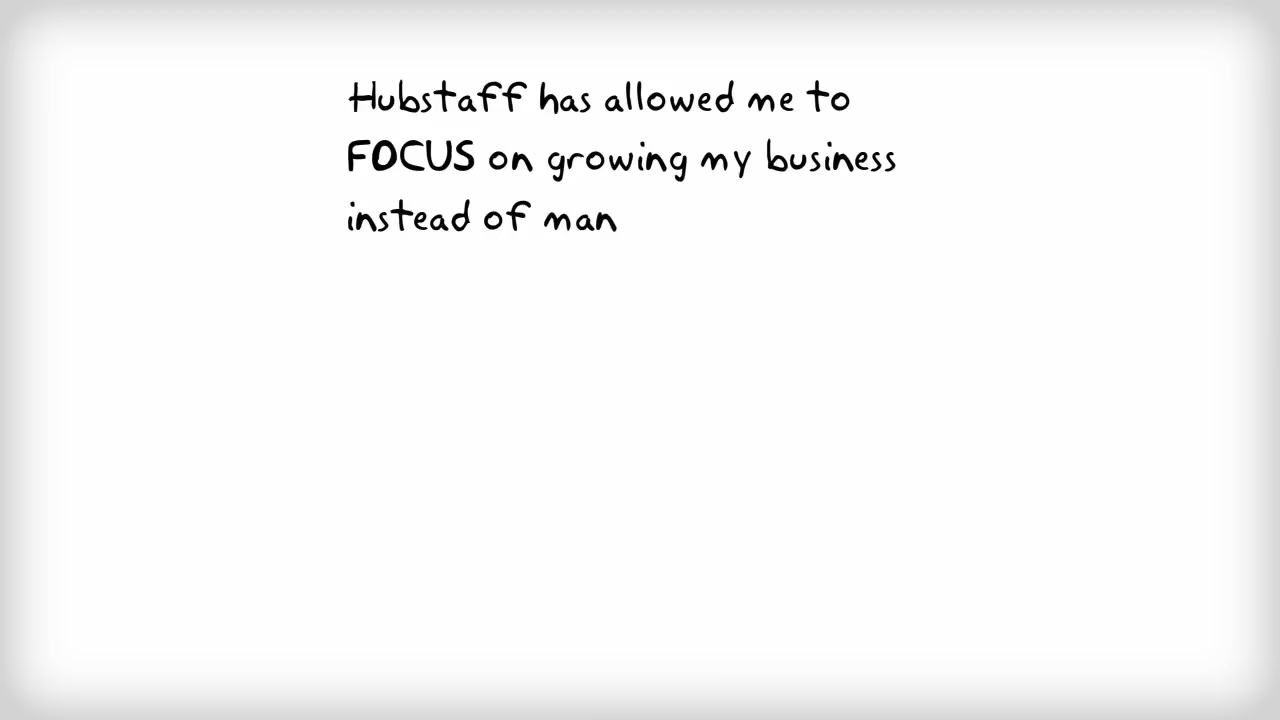 Hubstaff has allowed me to
FOCUS on growing my business
instead of man